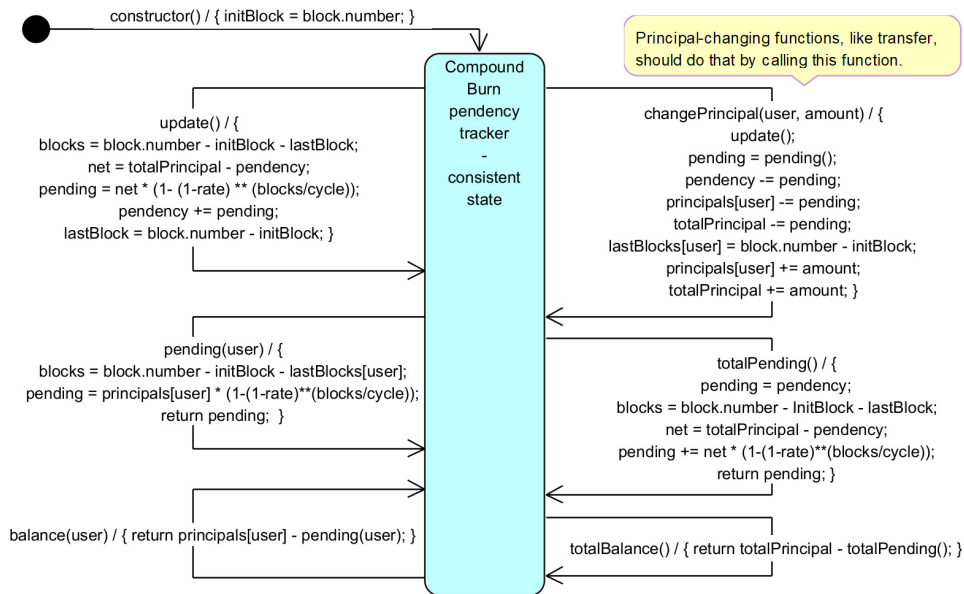 constructor() / { initBlock = block.number; }
Principal-changing functions, like transfer,
should do that by calling this function.
Compound
Burn
pendency
tracker
-
consistent
state
update() / {
blocks = block.number - initBlock - lastBlock;
net = totalPrincipal - pendency;
pending = net * (1- (1-rate) ** (blocks/cycle));
pendency += pending;
lastBlock = block.number - initBlock; }
changePrincipal(user, amount) / {
update();
pending = pending();
pendency -= pending;
principals[user] -= pending;
totalPrincipal -= pending;
lastBlocks[user] = block.number - initBlock;
principals[user] += amount;
totalPrincipal += amount; }
pending(user) / {
blocks = block.number - initBlock - lastBlocks[user];
pending = principals[user] * (1-(1-rate)**(blocks/cycle));
return pending;  }
totalPending() / {
pending = pendency;
blocks = block.number - InitBlock - lastBlock;
net = totalPrincipal - pendency;
pending += net * (1-(1-rate)**(blocks/cycle));
return pending; }
balance(user) / { return principals[user] - pending(user); }
totalBalance() / { return totalPrincipal - totalPending(); }